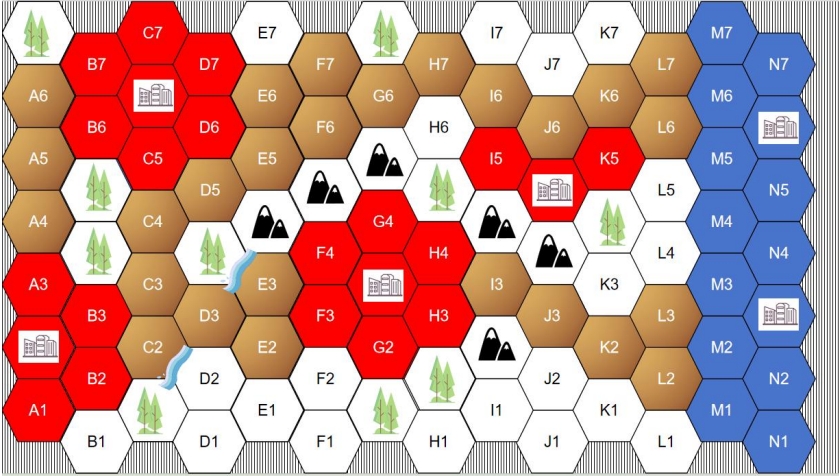 C7 E7 I7 K7 M7
B7 D7 F7 H7 J7 L7 N7
A6 E6 G6 I6 K6 M6
B6 D6 F6 H6 J6 L6
A5 C5 E5 I5 K5 M5
D5 L5 N5
A4 C4 G4 M4
F4 H4 L4 N4
A3 C3 E3 I3 K3 M3
B3 D3 F3 H3 J3 L3
C2 E2 G2 K2 M2
B2 D2 F2 J2 L2 N2
A1 E1 I1 K1 M1
B1 D1 F1 H1 J1 L1 N1